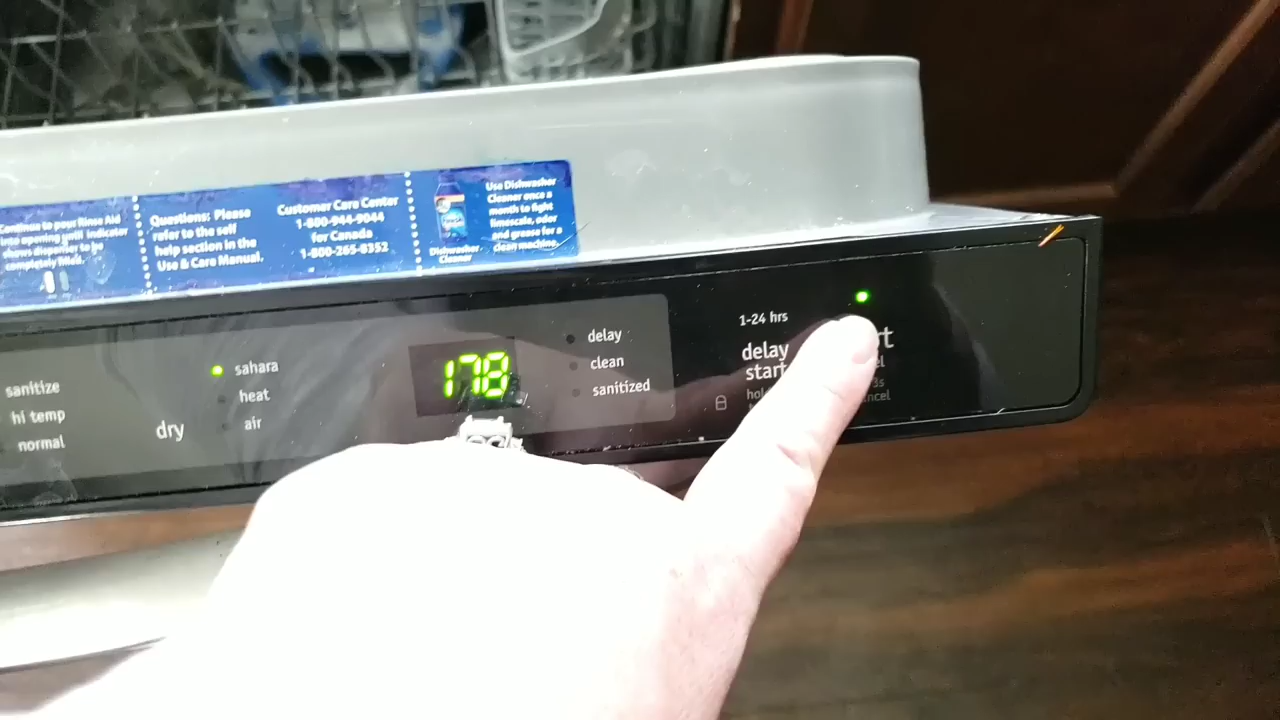 Continue to pour Rinse Aid
into opening until indicator
shows dispenser to be
completely filled.
Questions: Please
refer to the self
help section in the
Use & Care Manual.
Customer Care Center
1-800-944-9044
for Canada
1-800-265-8352
Dishwasher
Cleaner
Use Dishwasher
Cleaner once a
month to fight
limescale, odor
and grease for a
clean machine.
sanitize
hi temp
normal
dry
sahara
heat
air
178
delay
clean
sanitized
1-24 hrs
delay
start